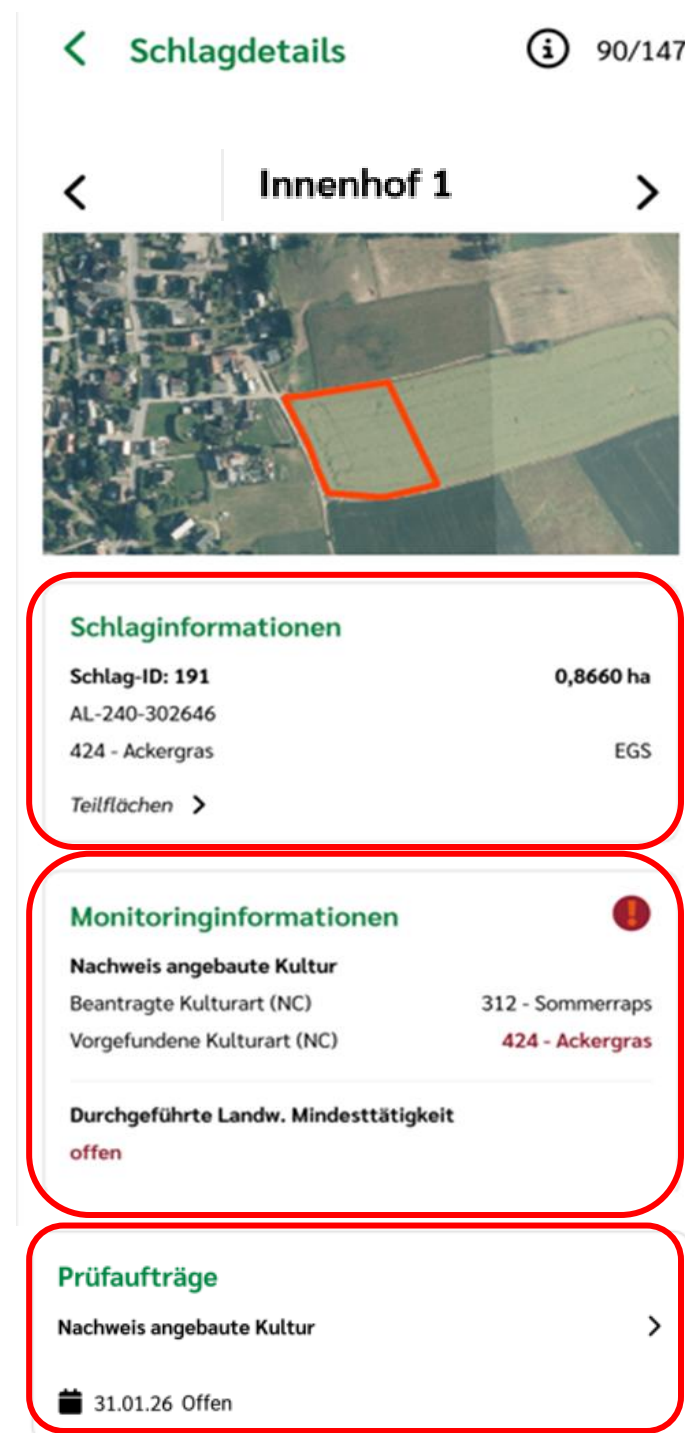 Schlagdetails 90/147
Innenhof 1
Schlaginformationen
Schlag-ID: 191 0,8660 ha
AL-240-302646
424 - Ackergras EGS
Teilflächen
Monitoringinformationen
Nachweis angebaute Kultur
Beantragte Kulturart (NC) 312 - Sommerraps
Vorgefundene Kulturart (NC) 424 - Ackergras
Durchgeführte Landw. Mindesttätigkeit
offen
Prüfaufträge
Nachweis angebaute Kultur
31.01.26 Offen